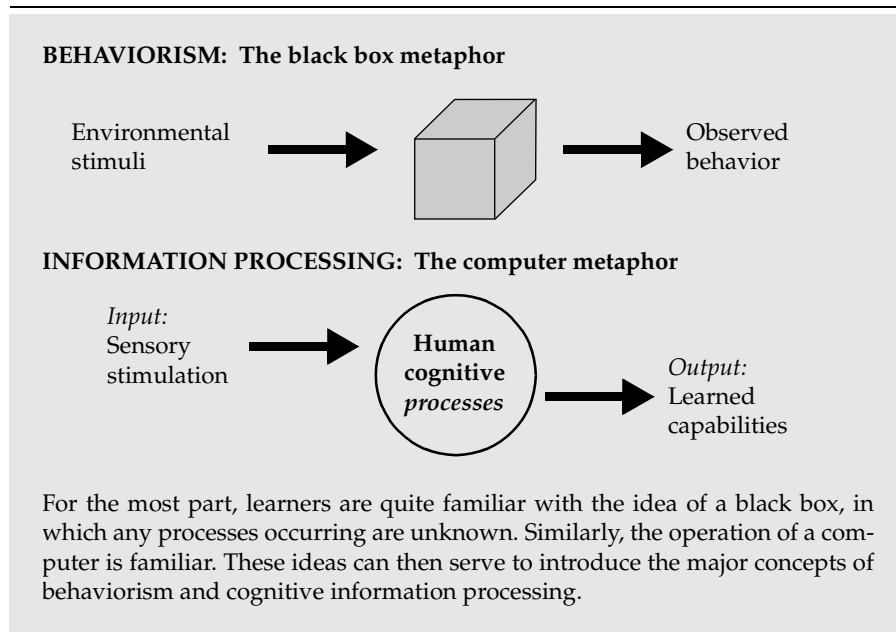 BEHAVIORISM: The black box metaphor
Environmental
stimuli
Observed
behavior
INFORMATION PROCESSING: The computer metaphor
Input:
Sensory
stimulation
Human
cognitive
processes
Output:
Learned
capabilities
For the most part, learners are quite familiar with the idea of a black box, in
which any processes occurring are unknown. Similarly, the operation of a com-
puter is familiar. These ideas can then serve to introduce the major concepts of
behaviorism and cognitive information processing.